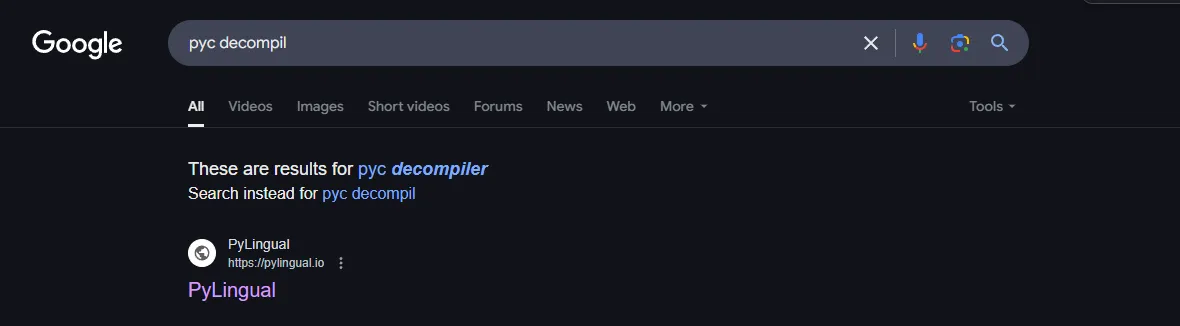 Google
pyc decompil
All Videos Images Short videos Forums News Web More Tools
These are results for pyc decompiler
Search instead for pyc decompil
PyLingual
https://pylingual.io
PyLingual